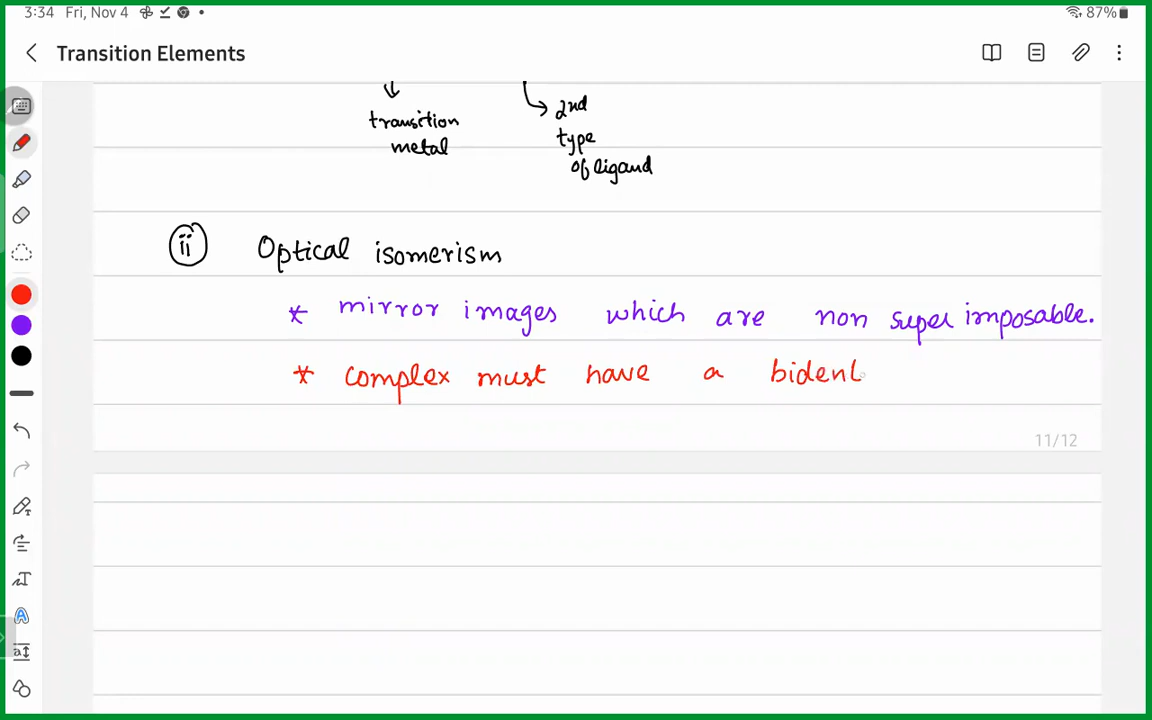 3:34 Fri, Nov 4 87%
Transition Elements
transition
metal
2nd
type
of ligand
ii Optical isomerism
* mirror images which are non super imposable.
* complex must have a bident
11/12